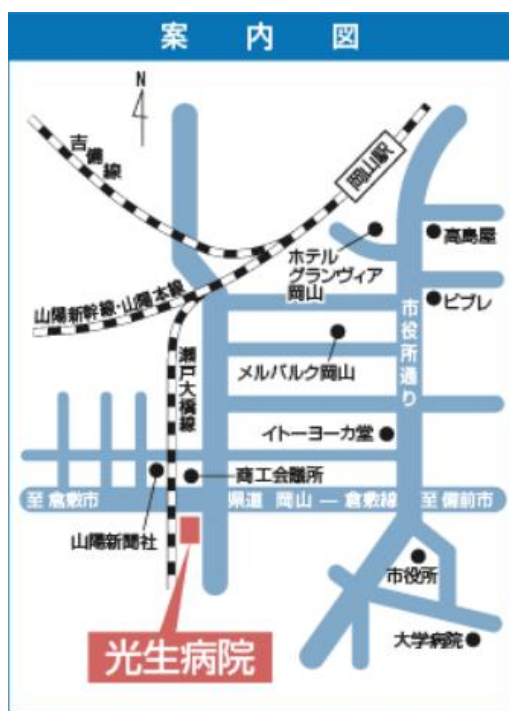 案内図
N
吉備線
岡山駅
高島屋
ホテル
グランヴィア
岡山
山陽新幹線・山陽本線
ビブレ
市役所通り
メルパルク岡山
瀬戸大橋線
イトーヨーカ堂
商工会議所
至倉敷市
県道 岡山―倉敷線
至備前市
山陽新聞社
市役所
大学病院
光生病院